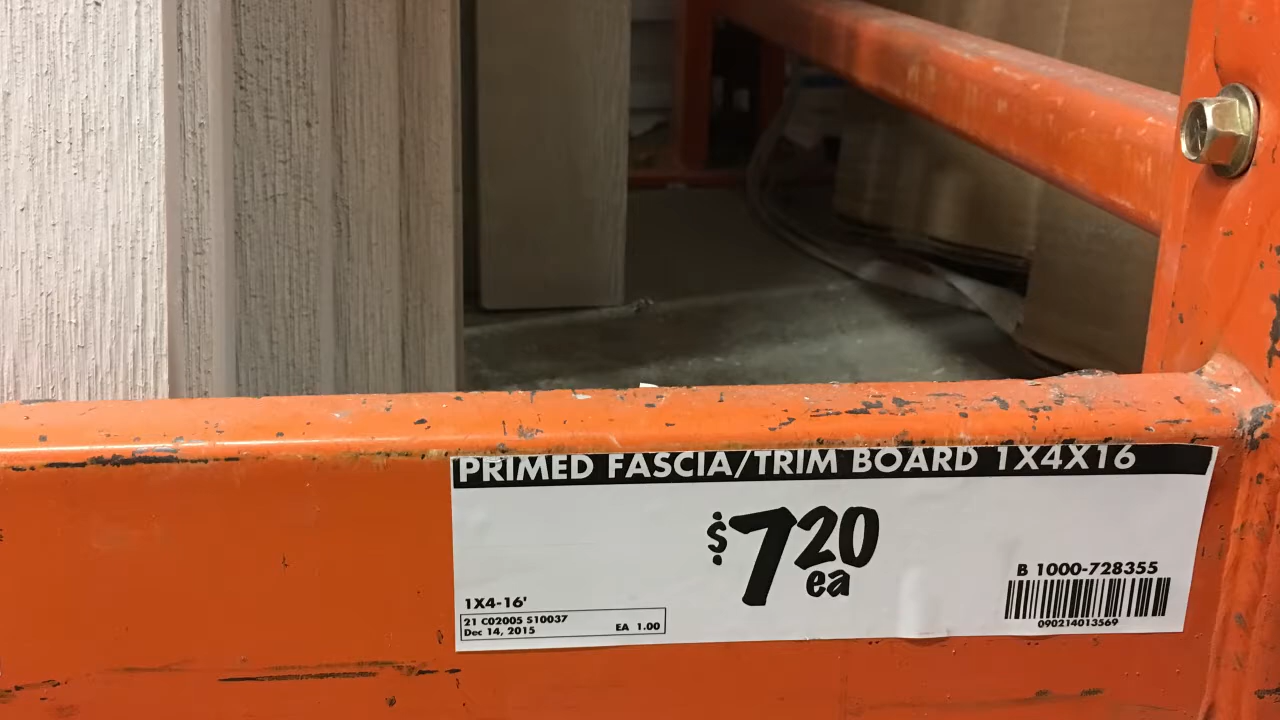 PRIMED FASCIA/TRIM BOARD 1X4X16
$720
ea
1X4-16'
21 C02005 S10037
Dec 14, 2015 EA 1.00
B 1000-728355
090214013569